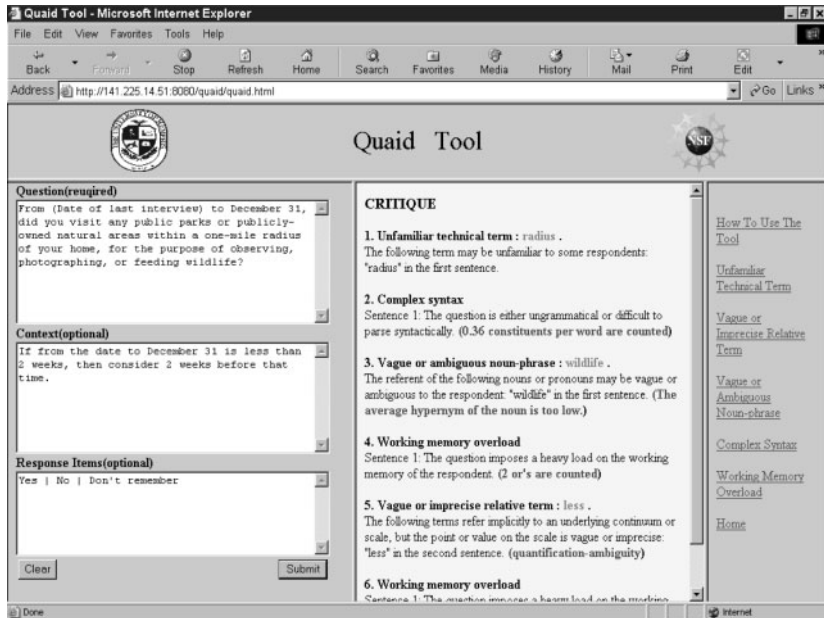 Quaid Tool - Microsoft Internet Explorer
File Edit View Favorites Tools Help
Back Forward Stop Refresh Home Search Favorites Media History Mail Print Edit
Address http://141.225.14.51:8080/quaid/quaid.html Go Links
Quaid Tool
NSF
Question(reuqired)
From (Date of last interview) to December 31,
did you visit any public parks or publicly-
owned natural areas within a one-mile radius
of your home, for the purpose of observing,
photographing, or feeding wildlife?
Context(optional)
If from the date to December 31 is less than
2 weeks, then consider 2 weeks before that
time.
Response Items(optional)
Yes | No | Don't remember
Clear Submit
CRITIQUE
1. Unfamiliar technical term : radius .
The following term may be unfamiliar to some respondents:
"radius" in the first sentence.
2. Complex syntax
Sentence 1: The question is either ungrammatical or difficult to
parse syntactically. (0.36 constituents per word are counted)
3. Vague or ambiguous noun-phrase : wildlife .
The referent of the following nouns or pronouns may be vague or
ambiguous to the respondent: "wildlife" in the first sentence. (The
average hypernym of the noun is too low.)
4. Working memory overload
Sentence 1: The question imposes a heavy load on the working
memory of the respondent. (2 or's are counted)
5. Vague or imprecise relative term : less .
The following terms refer implicitly to an underlying continuum or
scale, but the point or value on the scale is vague or imprecise:
"less" in the second sentence. (quantification-ambiguity)
6. Working memory overload
Sentence 1: The question imposes a heavy load on the working
How To Use The
Tool
Unfamiliar
Technical Term
Vague or
Imprecise Relative
Term
Vague or
Ambiguous
Noun-phrase
Complex Syntax
Working Memory
Overload
Home
Done Internet